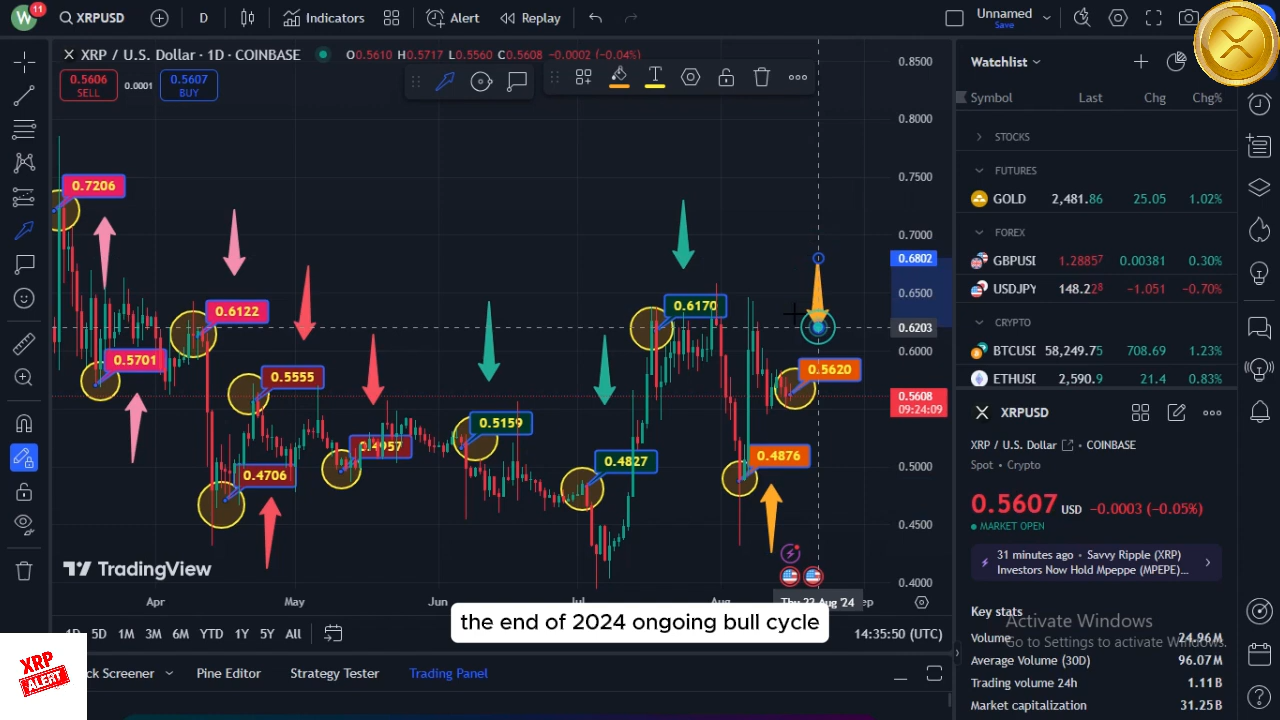 W 11 XRPUSD D Indicators Alert Replay Unnamed
Save
XRP / U.S. Dollar · 1D · COINBASE O0.5610 H0.5717 L0.5560 C0.5608 −0.0002 (−0.04%)
0.5606 0.0001 0.5607
SELL BUY
0.8500
0.8000
0.7500
0.7000
0.6802
0.6500
0.6203
0.6000
0.5608
09:24:09
0.5000
0.4500
0.4000
0.7206
0.5701
0.6122
0.5555
0.4706
0.4957
0.5159
0.4827
0.6170
0.4876
0.5620
TradingView
Apr May Jun Jul Aug Thu 22 Aug '24 ep
the end of 2024 ongoing bull cycle
1D 5D 1M 3M 6M YTD 1Y 5Y All 14:35:50 (UTC)
ck Screener Pine Editor Strategy Tester Trading Panel
XRP
ALERT
Watchlist
Symbol Last Chg Chg%
STOCKS
FUTURES
GOLD 2,481.86 25.05 1.02%
FOREX
GBPUSI 1.28857 0.00381 0.30%
USDJPY 148.228 −1.051 −0.70%
CRYPTO
BTCUSI 58,249.75 708.69 1.23%
ETHUSI 2,590.9 21.4 0.83%
XRPUSD
XRP / U.S. Dollar COINBASE
Spot • Crypto
0.5607 USD −0.0003 (−0.05%)
MARKET OPEN
31 minutes ago • Savvy Ripple (XRP)
Investors Now Hold Mpeppe (MPEPE)...
Key stats
Volume 24.96M
Average Volume (30D) 96.07M
Trading volume 24h 1.11B
Market capitalization 31.25B
Activate Windows
Go to Settings to activate Windows.